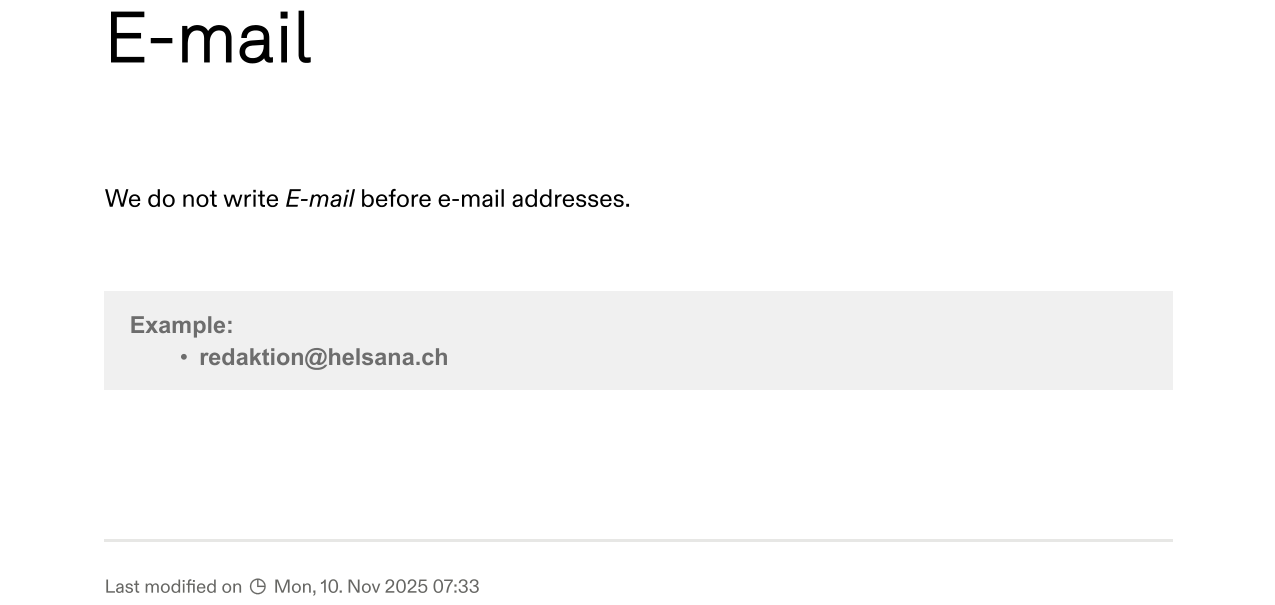 E-mail
We do not write E-mail before e-mail addresses.
Example:
• redaktion@helsana.ch
Last modified on Mon, 10. Nov 2025 07:33